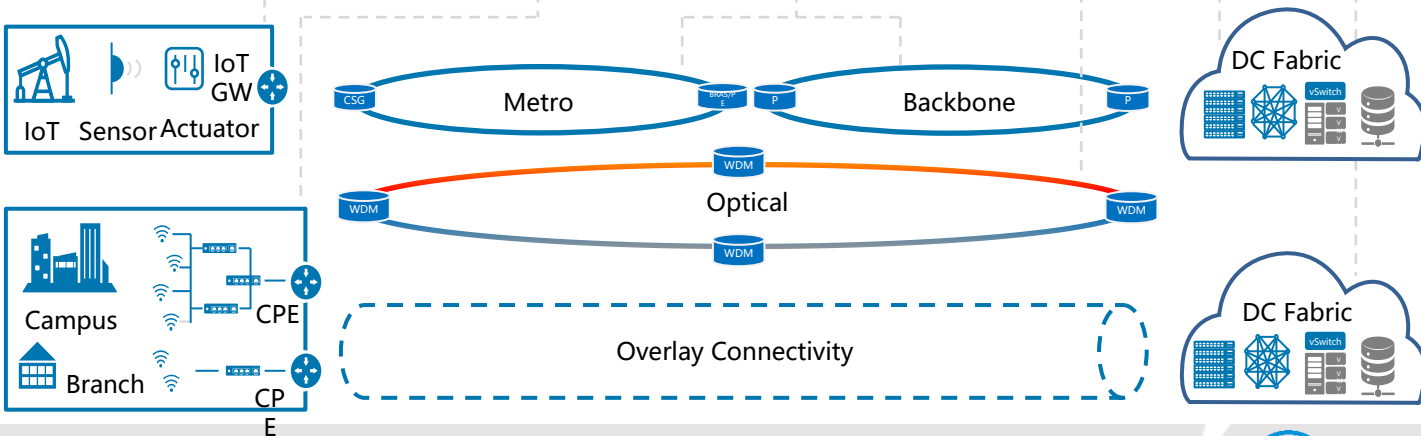 IoT
GW
IoT
Sensor
Actuator
CSG
Metro
BRAS/P
E
P
Backbone
P
DC Fabric
vSwitch
V
V
V
WDM
WDM
Optical
WDM
WDM
Campus
CPE
Branch
CP
E
Overlay Connectivity
DC Fabric
vSwitch
V
V
V